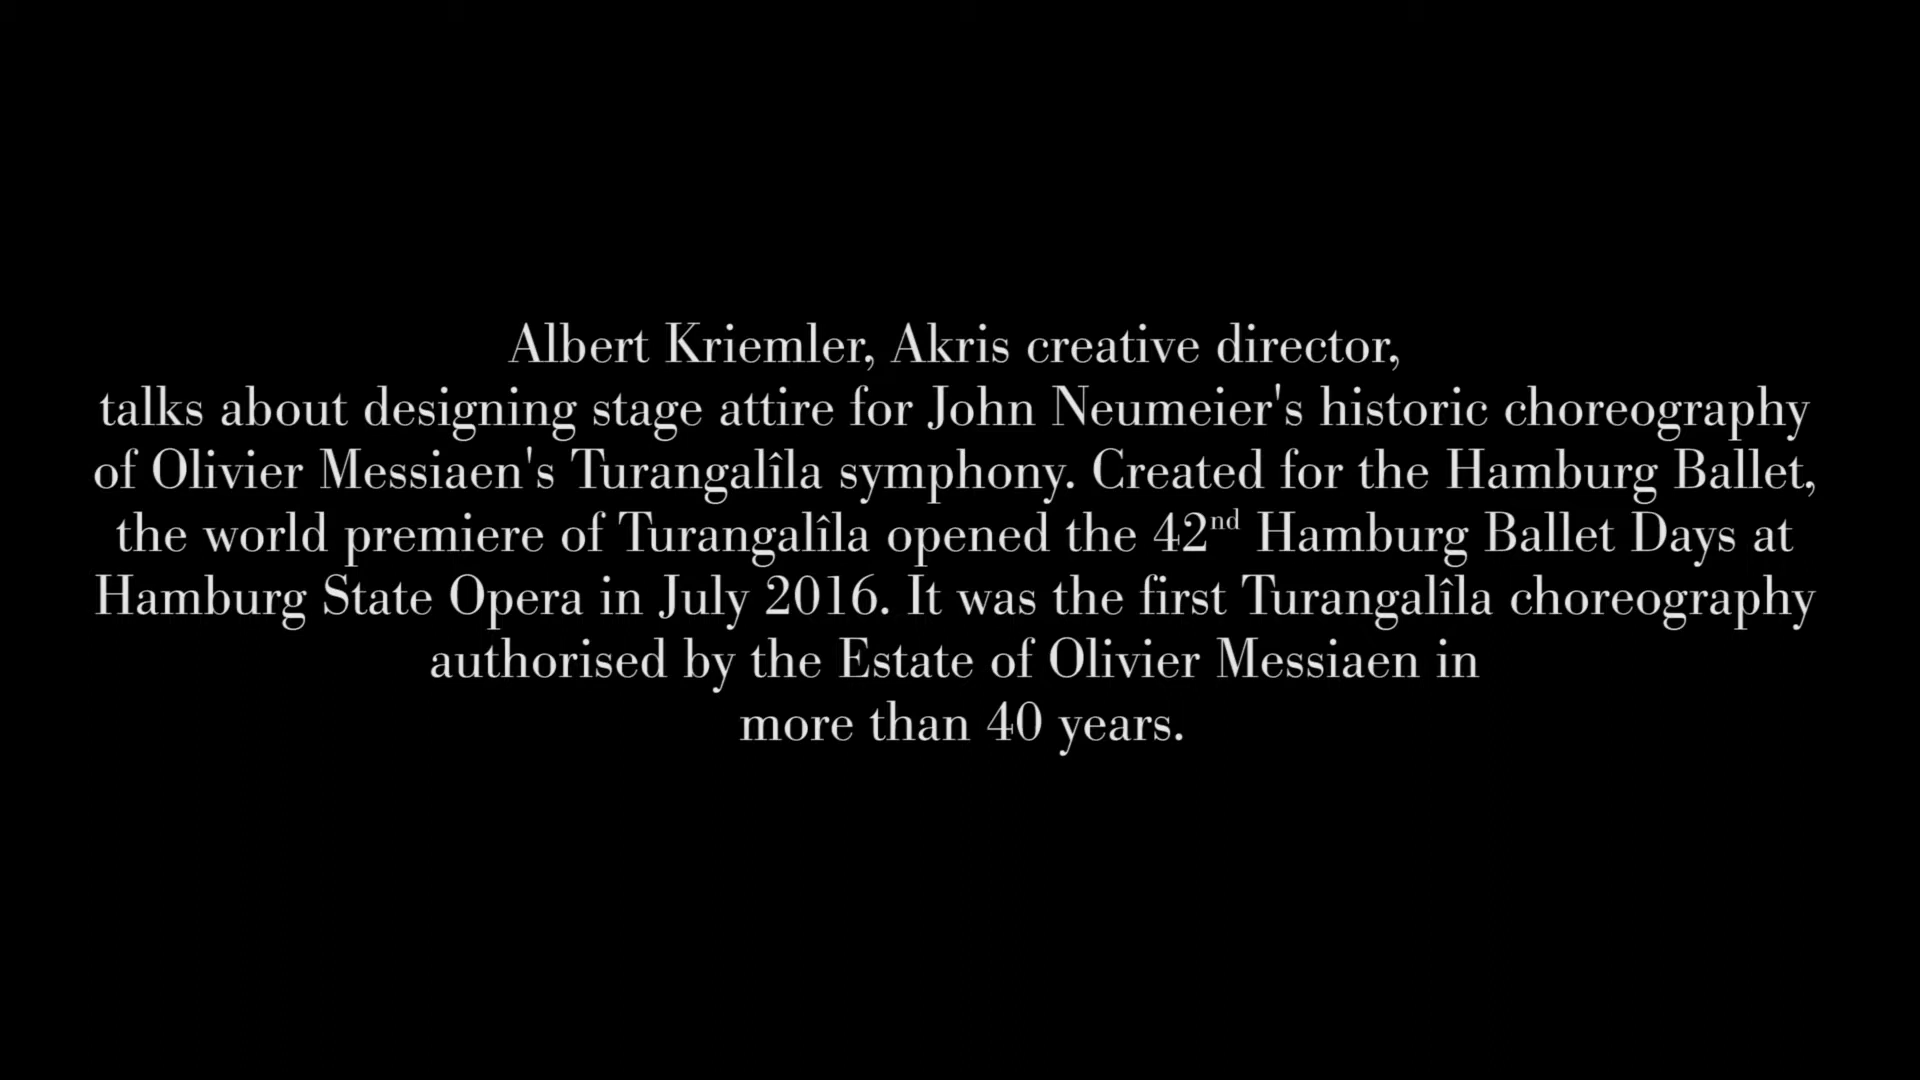 Albert Kriemler, Akris creative director,
talks about designing stage attire for John Neumeier's historic choreography
of Olivier Messiaen's Turangalîla symphony. Created for the Hamburg Ballet,
the world premiere of Turangalîla opened the 42nd Hamburg Ballet Days at
Hamburg State Opera in July 2016. It was the first Turangalîla choreography
authorised by the Estate of Olivier Messiaen in
more than 40 years.